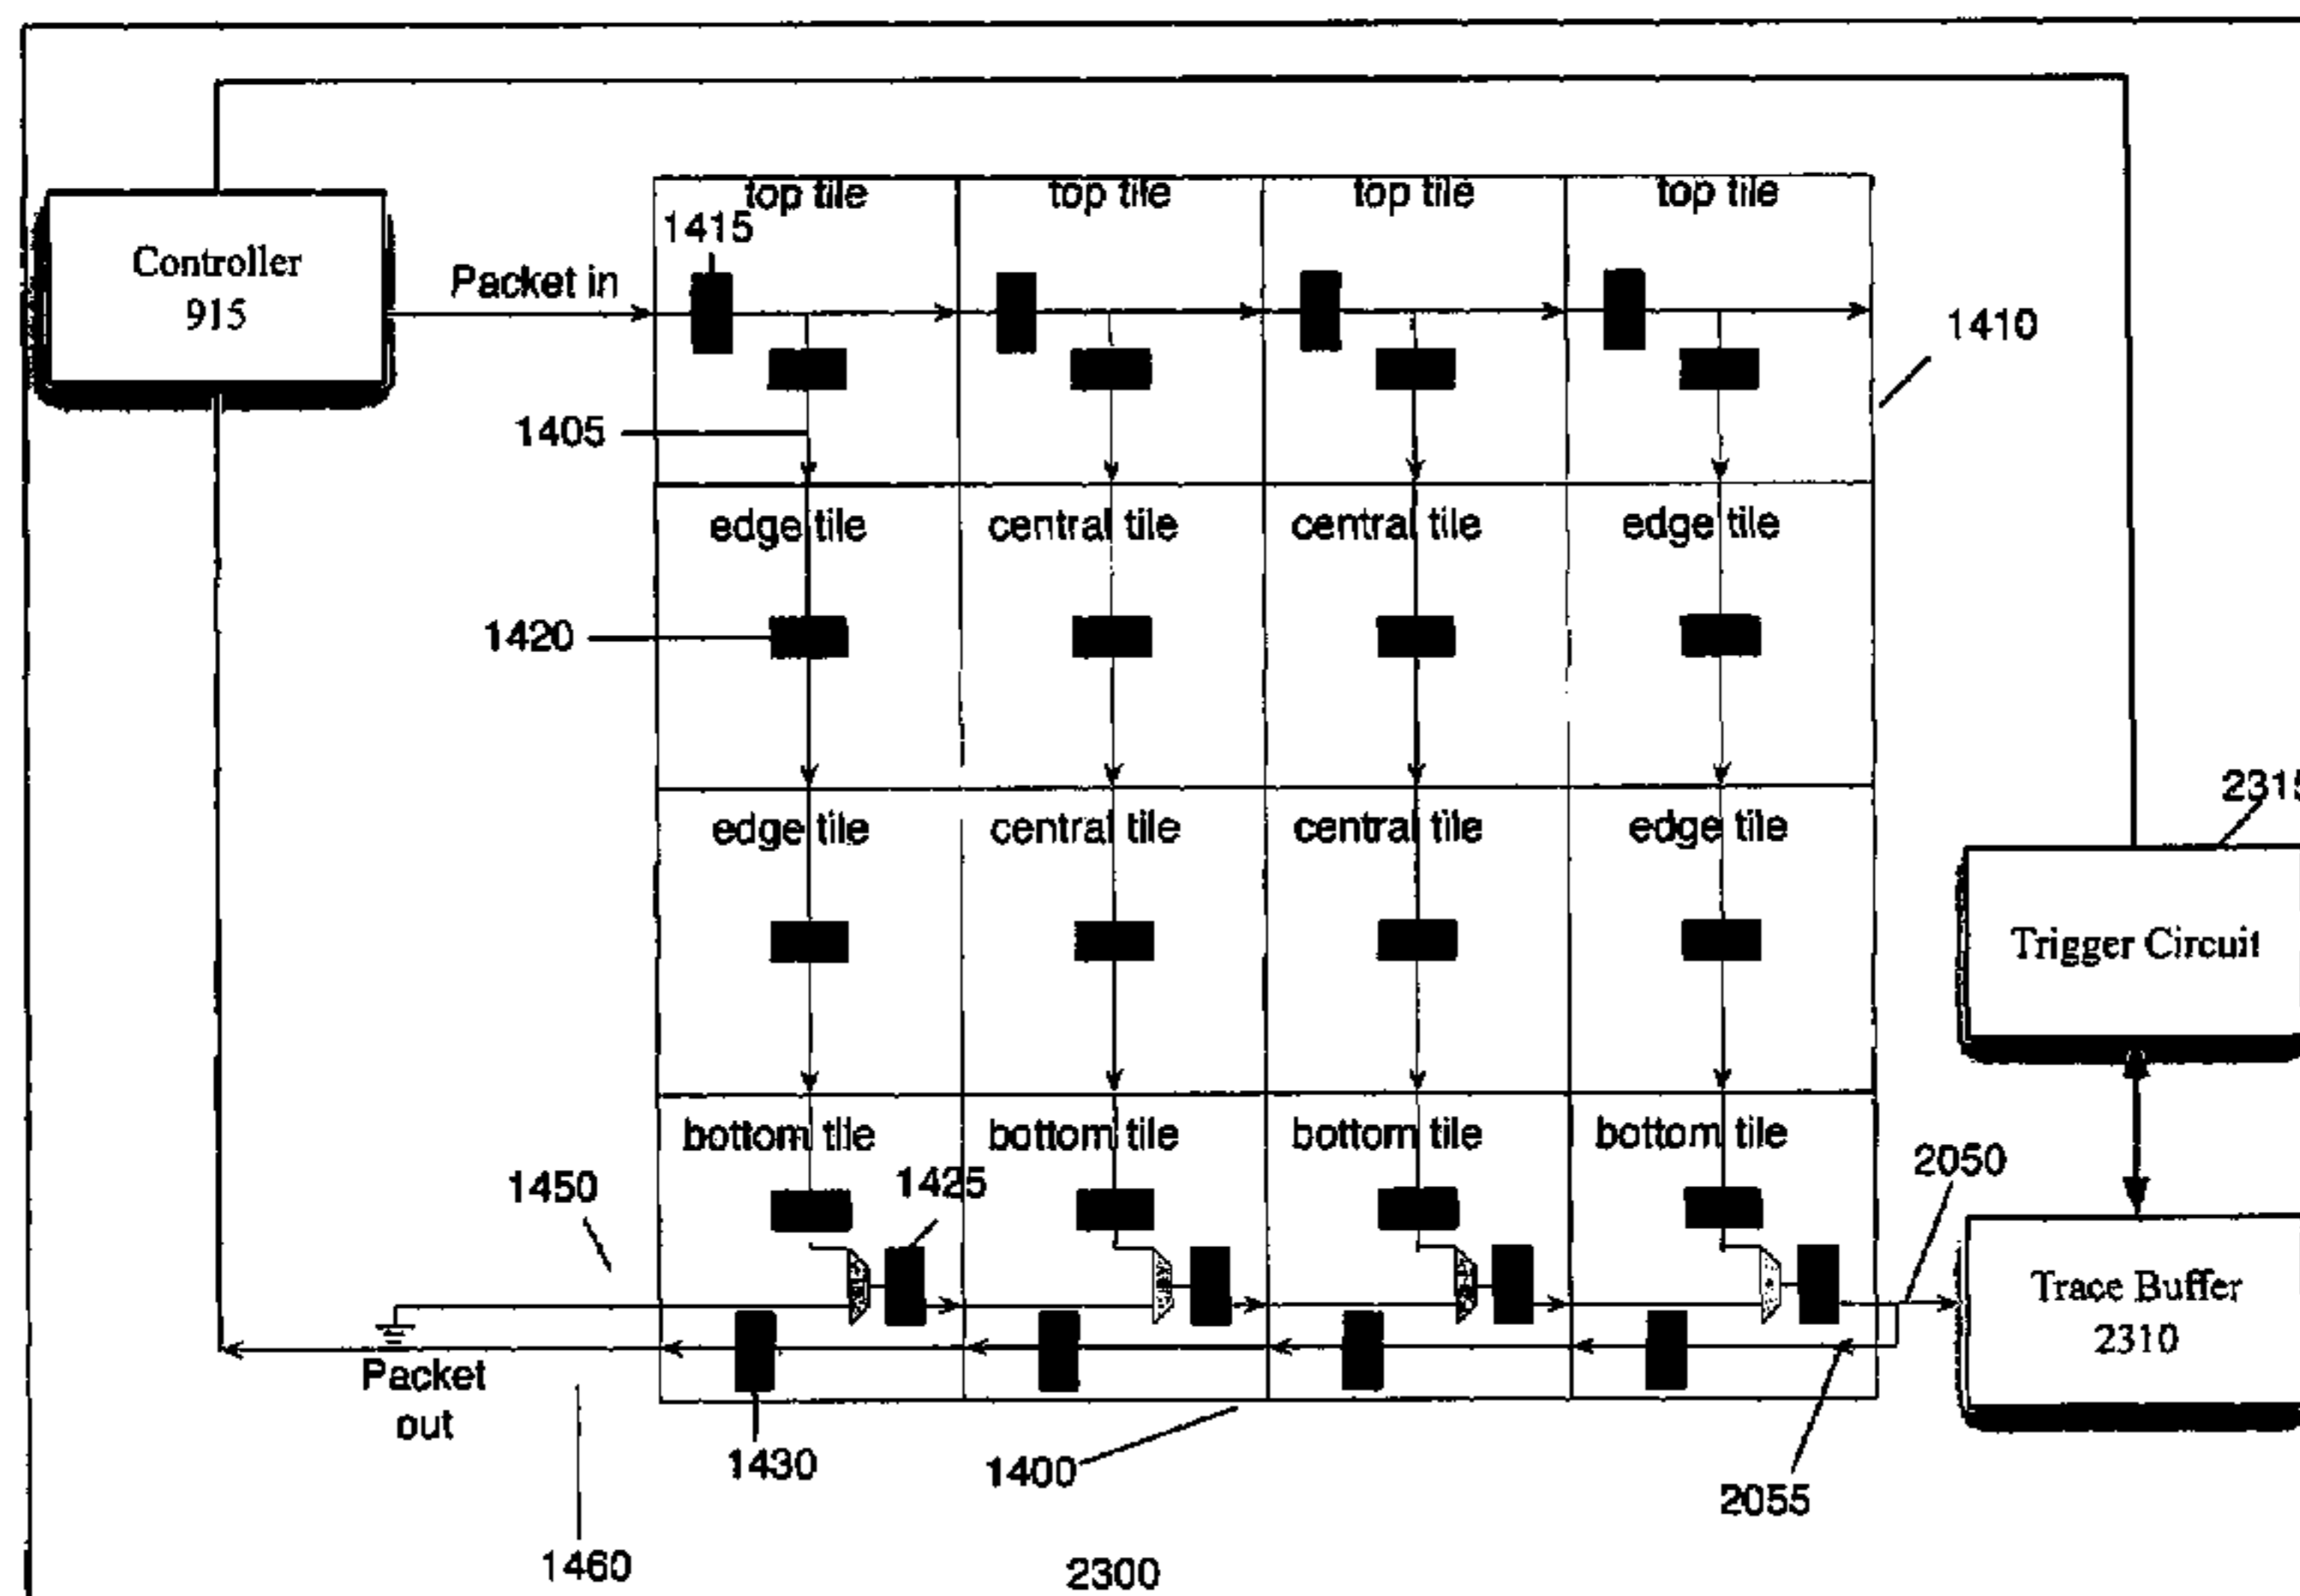 top tile top tile top tile top tile
1415
Controller
915
Packet in
1410
1405
edge tile central tile central tile edge tile
1420
2315
edge tile central tile central tile edge tile
Trigger Circuit
bottom tile bottom tile bottom tile bottom tile
1450
1425
2050
Trace Buffer
2310
Packet
out
1430
1400
2055
1460
2300